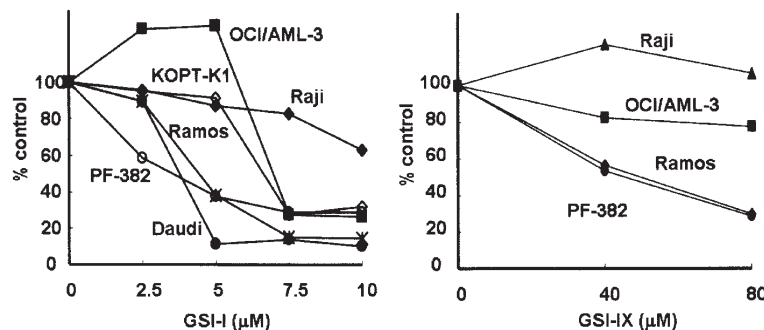 OCI/AML-3
KOPT-K1
Raji
Ramos
PF-382
Daudi
% control
100
80
60
40
20
0
0 2.5 5 7.5 10
GSI-I (μM)
Raji
OCI/AML-3
Ramos
PF-382
% control
100
80
60
40
20
0
0 40 80
GSI-IX (μM)